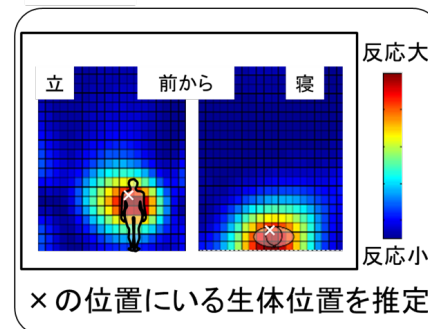 反応大
立 前から 寝
反応小
×の位置にいる生体位置を推定